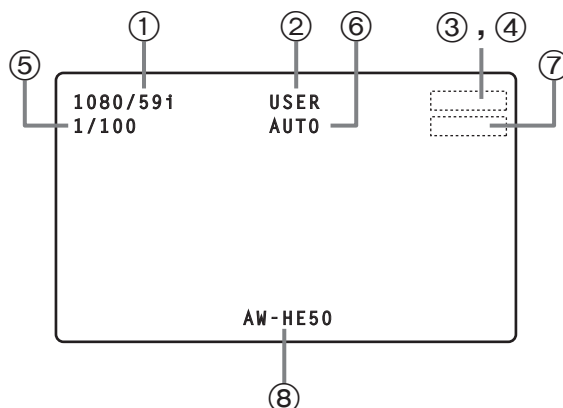 ① ② ⑥ ③ , ④
⑤ ⑦
1080/59i USER
1/100 AUTO
AW-HE50
⑧